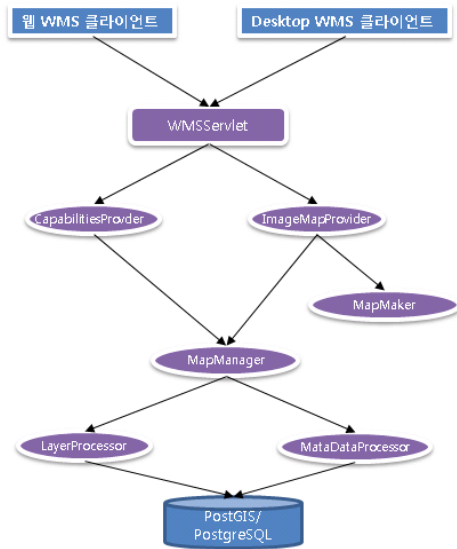 웹 WMS 클라이언트
Desktop WMS 클라이언트
WMSServlet
CapabilitiesProvder
ImageMapProvider
MapMaker
MapManager
LayerProcessor
MataDataProcessor
PostGIS/
PostgreSQL